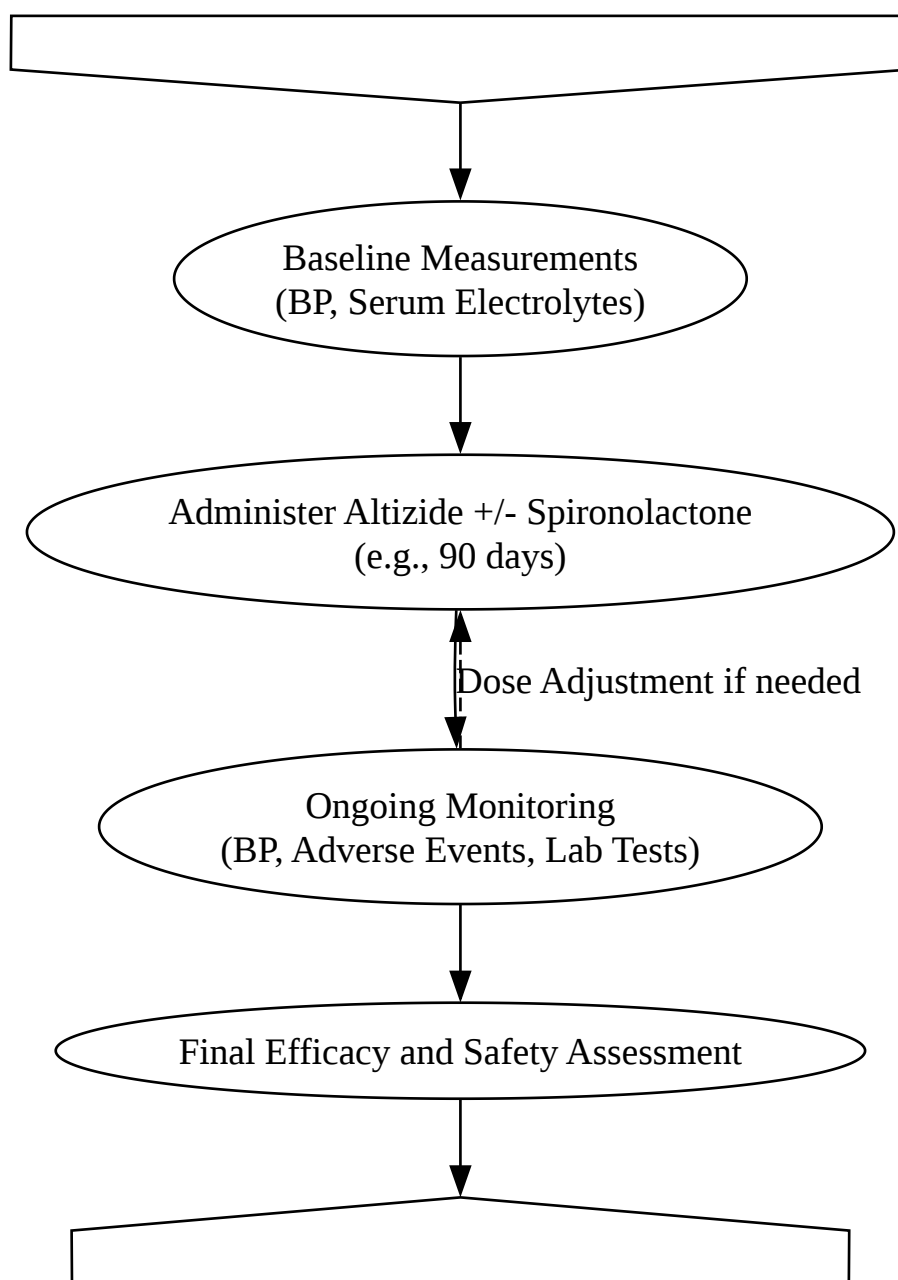 Baseline Measurements
(BP, Serum Electrolytes)
Administer Altizide +/- Spironolactone
(e.g., 90 days)
Dose Adjustment if needed
Ongoing Monitoring
(BP, Adverse Events, Lab Tests)
Final Efficacy and Safety Assessment